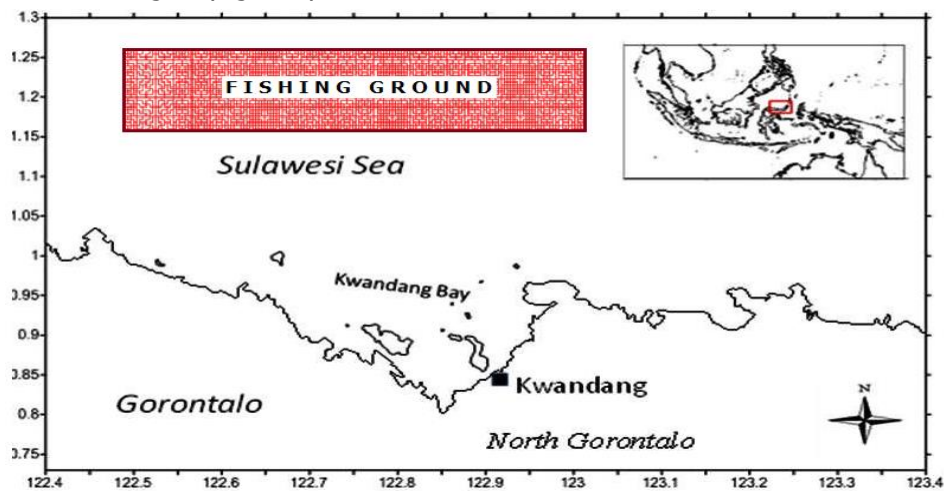 1.3
1.25
1.2
1.15
1.1
1.05
1
0.95
0.9
0.85
0.8
0.75
FISHING GROUND
Sulawesi Sea
Kwandang Bay
Kwandang
Gorontalo
North Gorontalo
N
122.4 122.5 122.6 122.7 122.8 122.9 123 123.1 123.2 123.3 123.4